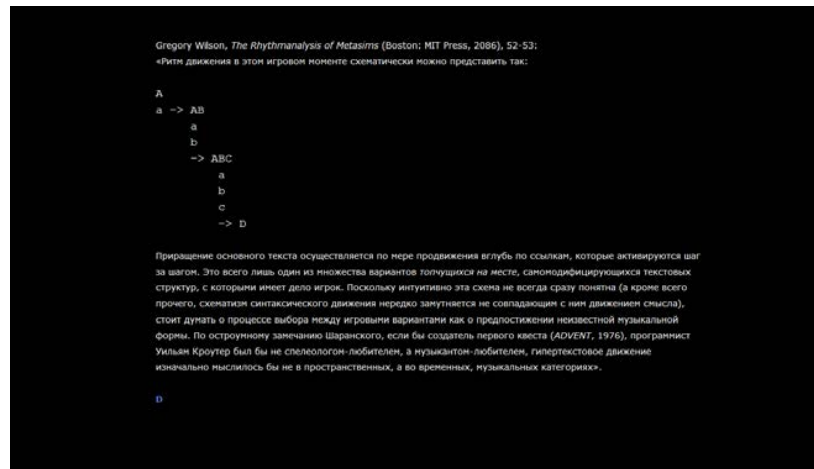 Gregory Wilson, The Rhythmanalysis of Metasims (Boston: MIT Press, 2086), 52-53:
«Ритм движения в этом игровом моменте схематически можно представить так:
A
a -> AB
a
b
-> ABC
a
b
c
-> D
Приращение основного текста осуществляется по мере продвижения вглубь по ссылкам, которые активируются шаг
за шагом. Это всего лишь один из множества вариантов топчущихся на месте, самомодифицирующихся текстовых
структур, с которыми имеет дело игрок. Поскольку интуитивно эта схема не всегда сразу понятна (а кроме всего
прочего, схематизм синтаксического движения нередко замутняется не совпадающим с ним движением смысла),
стоит думать о процессе выбора между игровыми вариантами как о предпостижении неизвестной музыкальной
формы. По остроумному замечанию Шаранского, если бы создатель первого квеста (ADVENT, 1976), программист
Уильям Кроутер был бы не спелеологом-любителем, а музыкантом-любителем, гипертекстовое движение
изначально мыслилось бы не в пространственных, а во временных, музыкальных категориях».
D